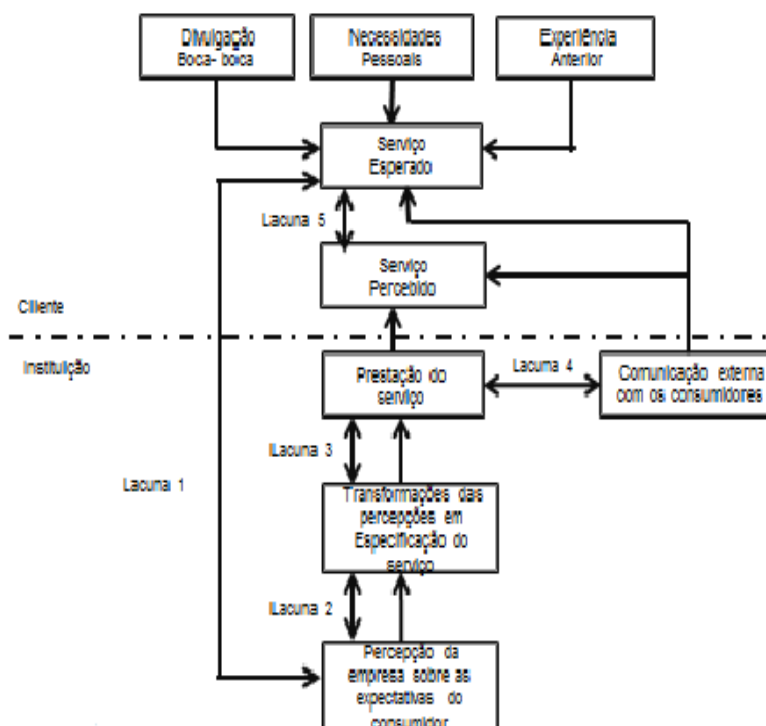 Divulgação
Boca- boca
Necessidades
Pessoais
Experiência
Anterior
Serviço
Esperado
Lacuna 5
Serviço
Percebido
Cliente
Instituição
Prestação do
serviço
Lacuna 4
Comunicação externa
com os consumidores
Lacuna 3
Lacuna 1
Transformações das
percepções em
Especificação do
serviço
Lacuna 2
Percepção da
empresa sobre as
expectativas do
consumidor